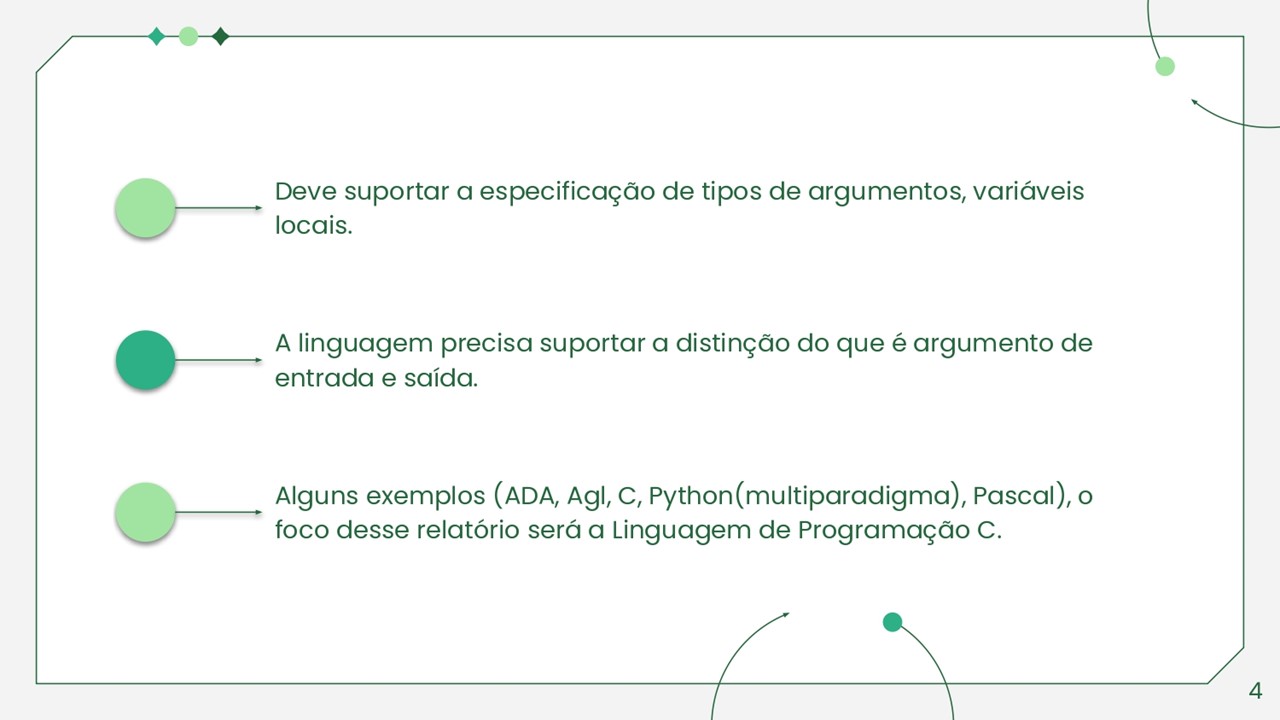 Deve suportar a especificação de tipos de argumentos, variáveis
locais.
A linguagem precisa suportar a distinção do que é argumento de
entrada e saída.
Alguns exemplos (ADA, Agl, C, Python(multiparadigma), Pascal), o
foco desse relatório será a Linguagem de Programação C.
4